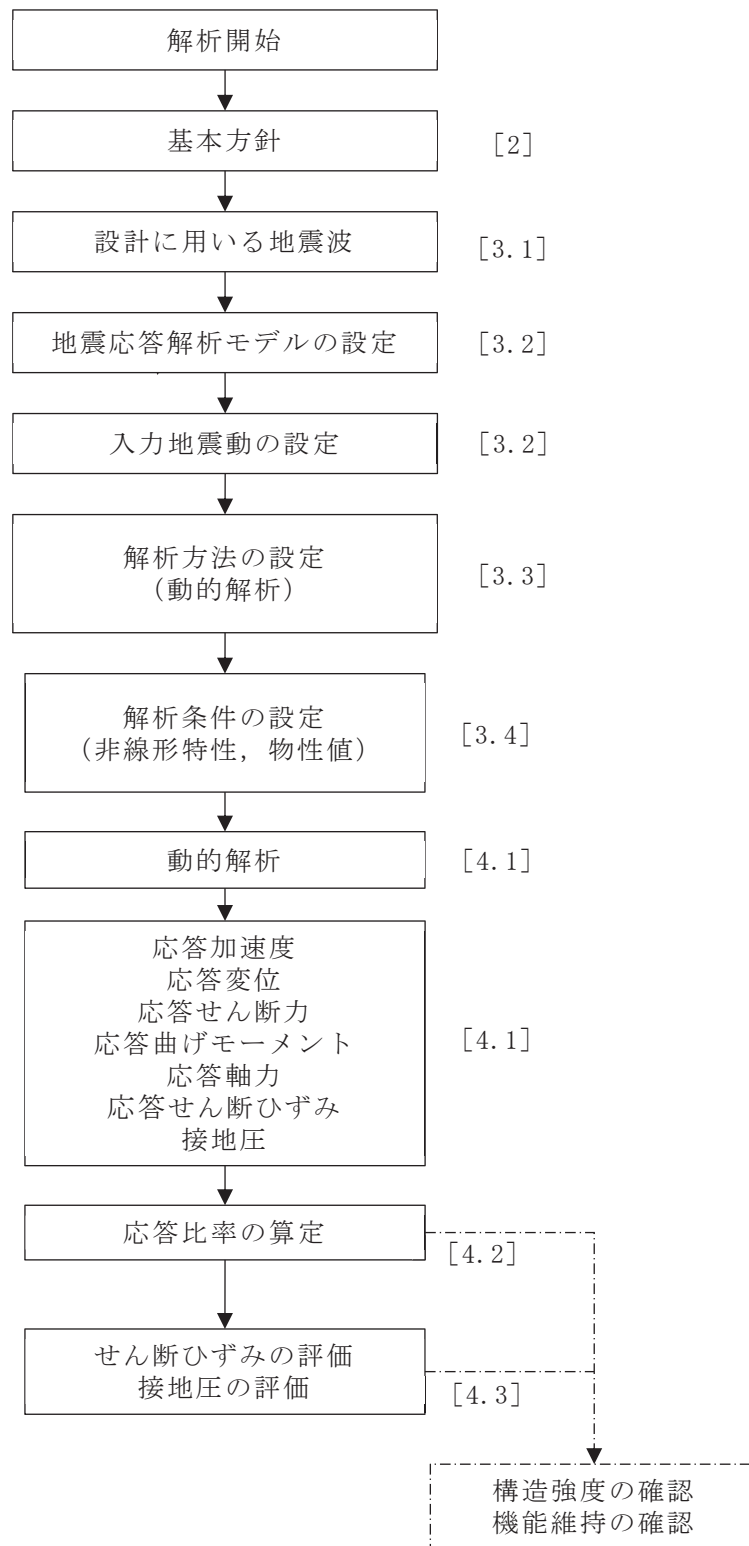 解析開始
基本方針
[2]
設計に用いる地震波
[3.1]
地震応答解析モデルの設定
[3.2]
入力地震動の設定
[3.2]
解析方法の設定
(動的解析)
[3.3]
解析条件の設定
(非線形特性，物性値)
[3.4]
動的解析
[4.1]
応答加速度
応答変位
応答せん断力
応答曲げモーメント
応答軸力
応答せん断ひずみ
接地圧
[4.1]
応答比率の算定
[4.2]
せん断ひずみの評価
接地圧の評価
[4.3]
構造強度の確認
機能維持の確認